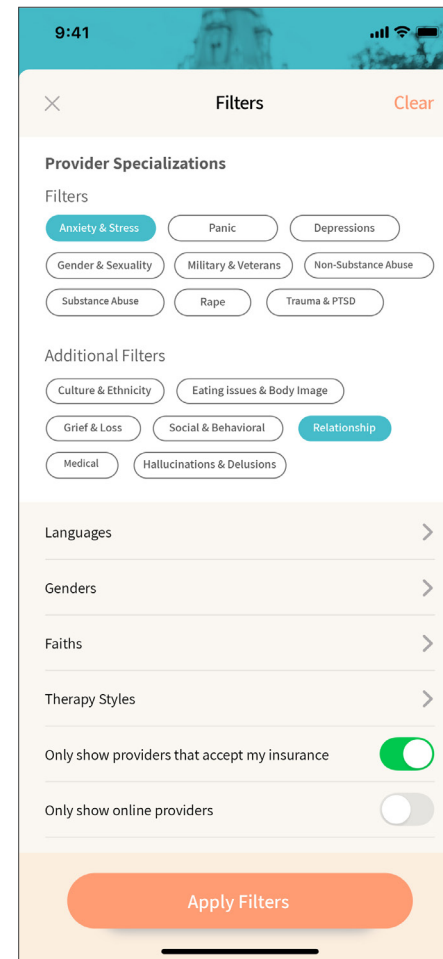 9:41
Filters Clear
Provider Specializations
Filters
Anxiety & Stress Panic Depressions
Gender & Sexuality Military & Veterans Non-Substance Abuse
Substance Abuse Rape Trauma & PTSD
Additional Filters
Culture & Ethnicity Eating issues & Body Image
Grief & Loss Social & Behavioral Relationship
Medical Hallucinations & Delusions
Languages
Genders
Faiths
Therapy Styles
Only show providers that accept my insurance
Only show online providers
Apply Filters